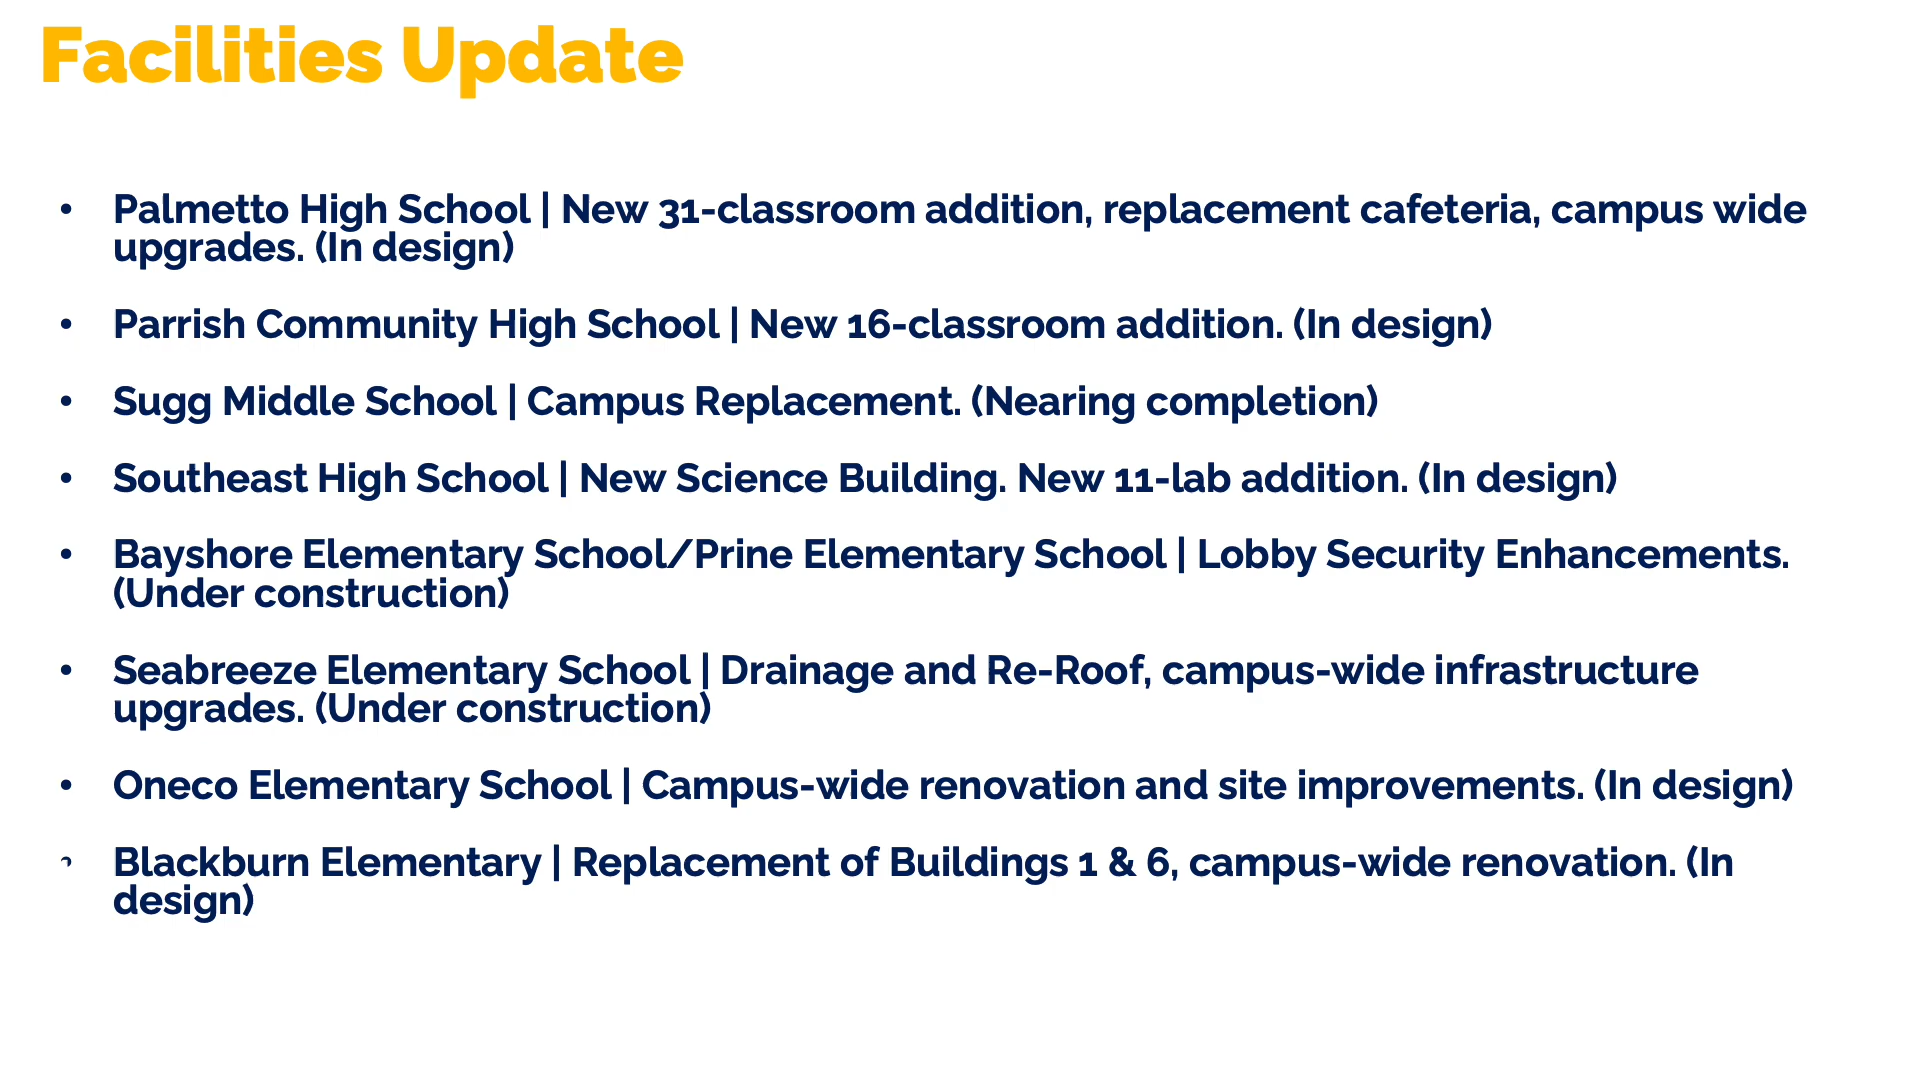 Facilities Update
• Palmetto High School | New 31-classroom addition, replacement cafeteria, campus wide
upgrades. (In design)
• Parrish Community High School | New 16-classroom addition. (In design)
• Sugg Middle School | Campus Replacement. (Nearing completion)
• Southeast High School | New Science Building. New 11-lab addition. (In design)
• Bayshore Elementary School/Prine Elementary School | Lobby Security Enhancements.
(Under construction)
• Seabreeze Elementary School | Drainage and Re-Roof, campus-wide infrastructure
upgrades. (Under construction)
• Oneco Elementary School | Campus-wide renovation and site improvements. (In design)
• Blackburn Elementary | Replacement of Buildings 1 & 6, campus-wide renovation. (In
design)